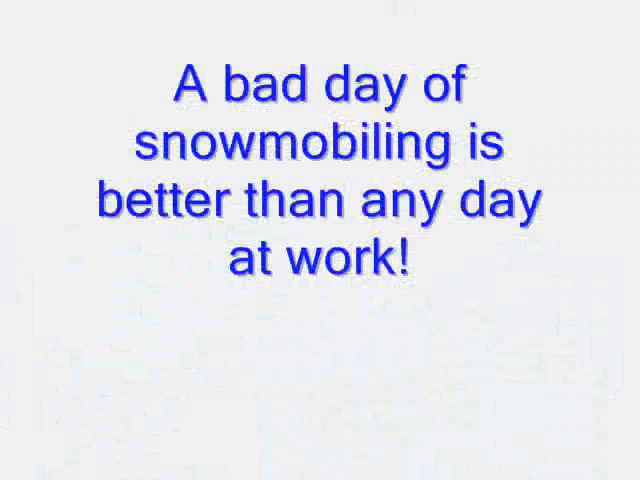 A bad day of
snowmobiling is
better than any day
at work!